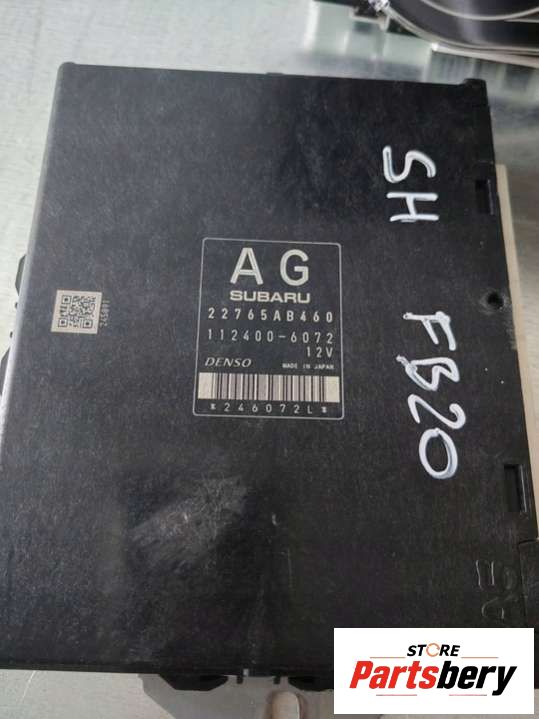 AG
SUBARU
22765AB460
112400-6072
12V
DENSO MADE IN JAPAN
*246072L*
SH
FB20
STORE
Partsbery